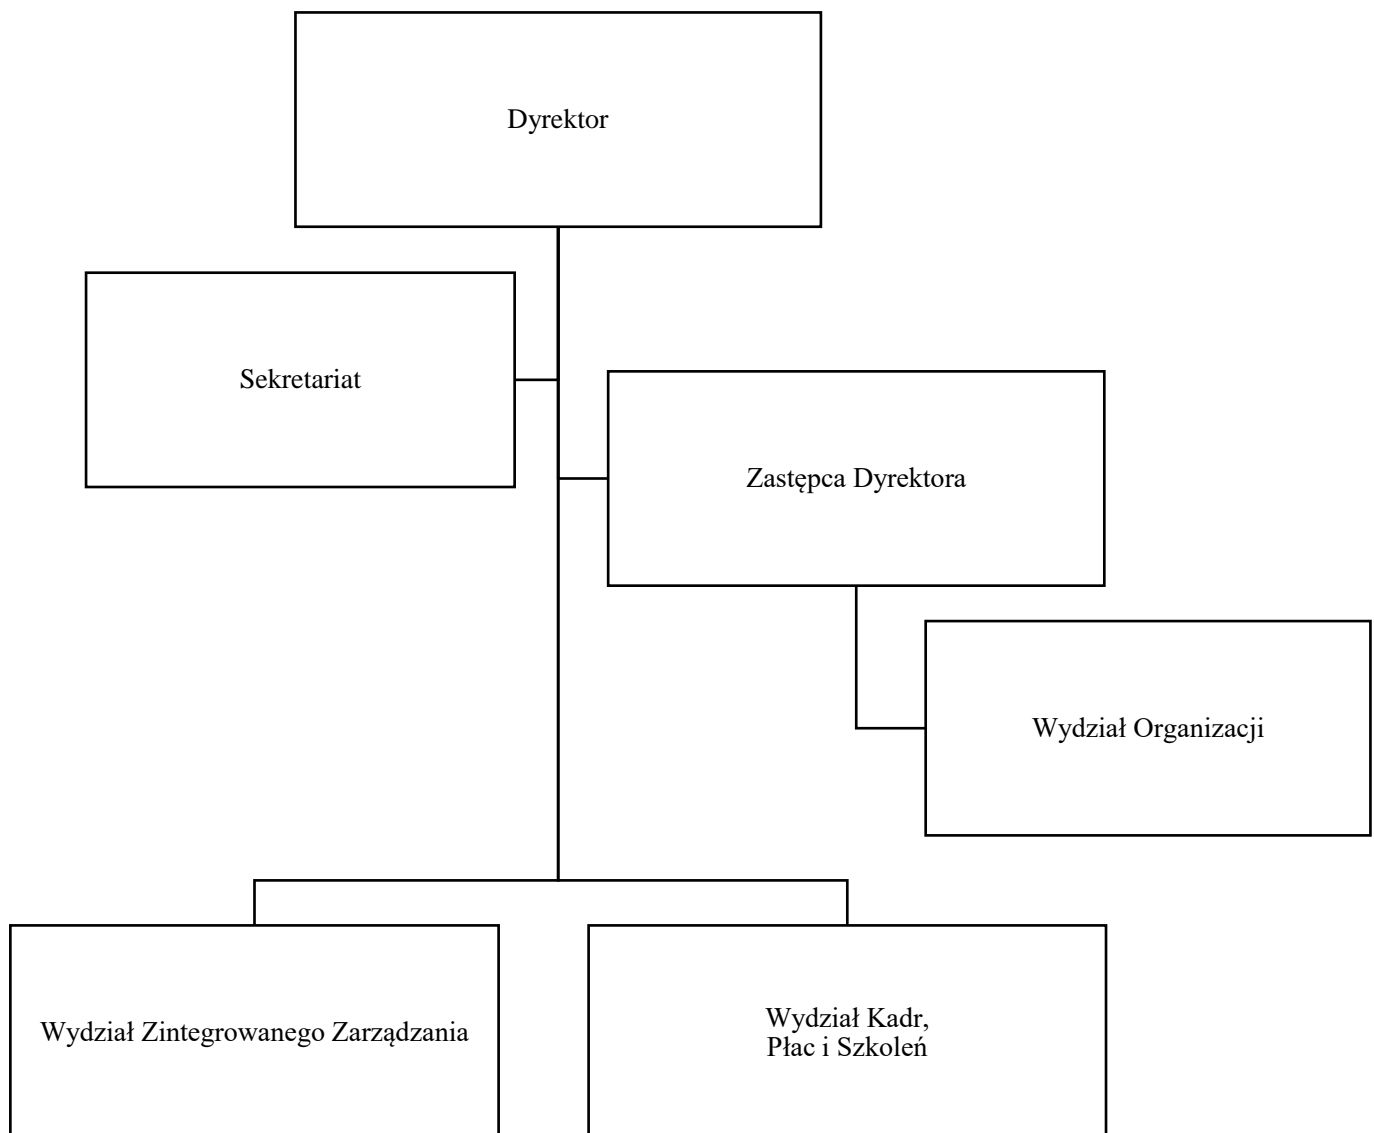 Dyrektor
Sekretariat
Zastępca Dyrektora
Wydział Organizacji
Wydział Zintegrowanego Zarządzania
Wydział Kadr,
Płac i Szkoleń